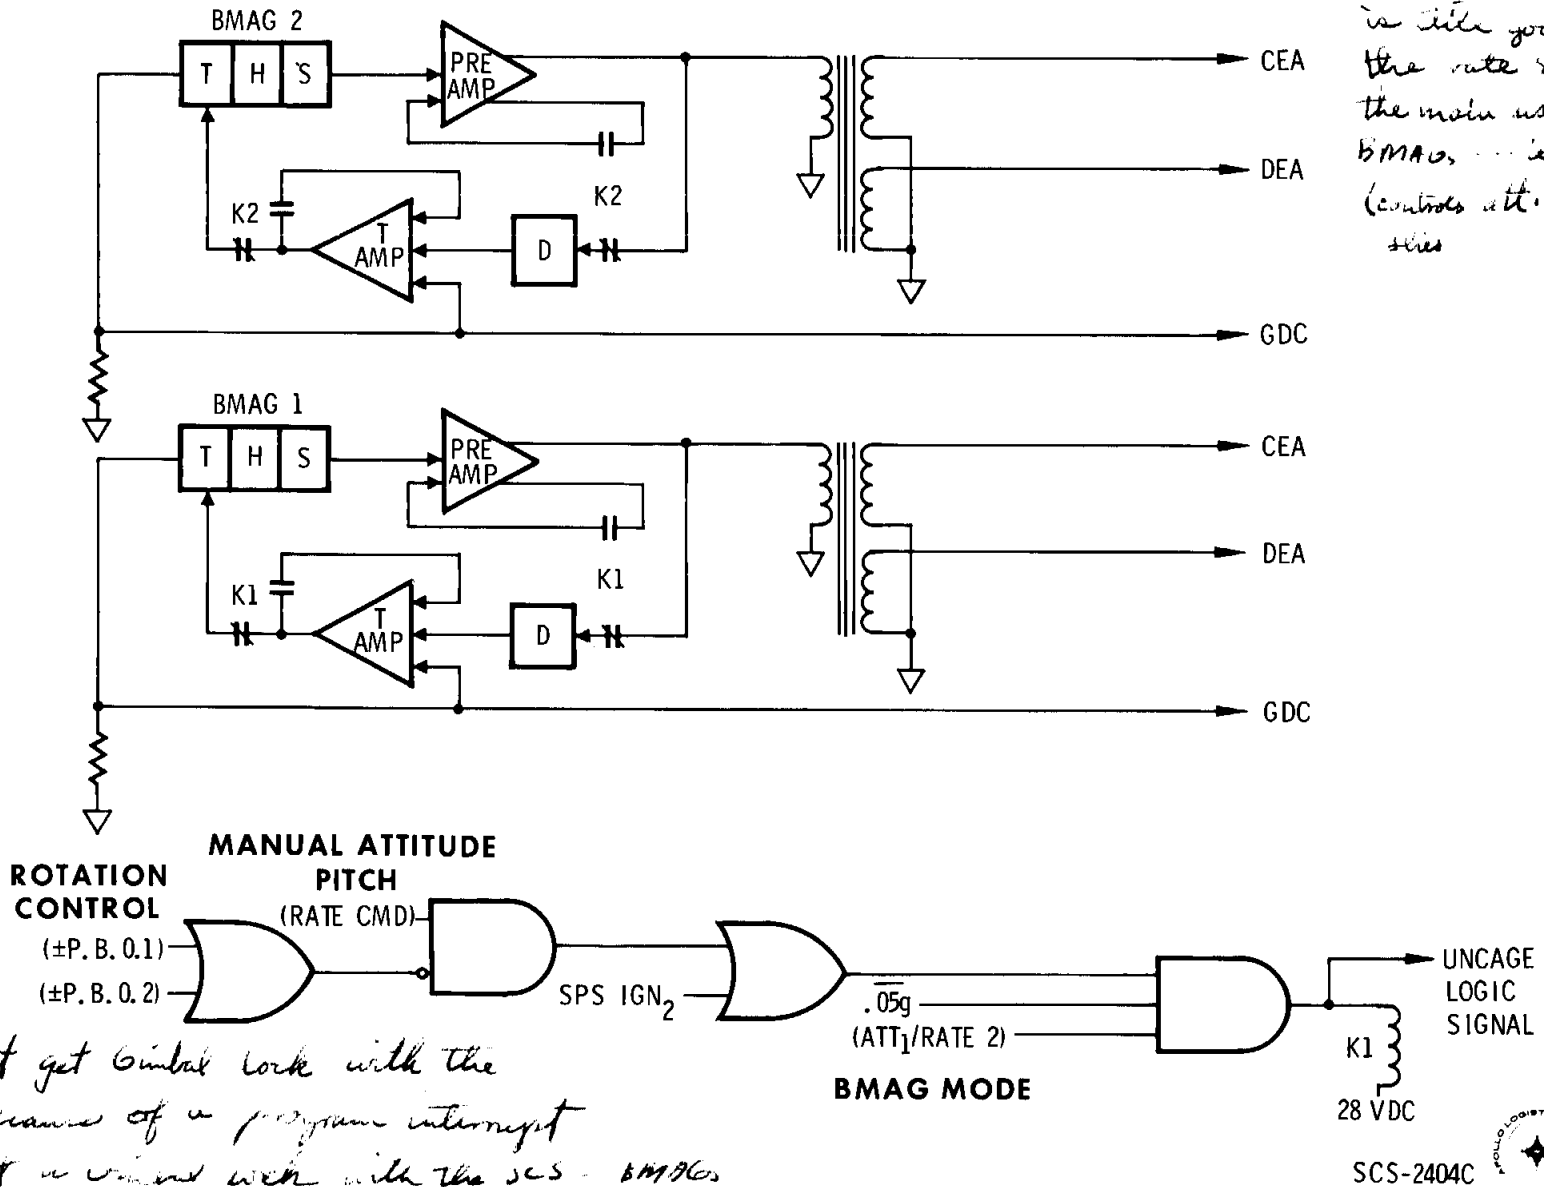 BMAG 2
T H S
PRE
AMP
CEA
DEA
K2
K2
T
AMP
D
GDC
BMAG 1
T H S
PRE
AMP
CEA
DEA
K1
K1
T
AMP
D
GDC
the rate
the main
BMAGs
(controls att.
MANUAL ATTITUDE
PITCH
ROTATION
CONTROL
(RATE CMD)
(±P.B. 0.1)
(±P.B. 0.2)
SPS IGN2
.05g
(ATT1/RATE 2)
BMAG MODE
UNCAGE
LOGIC
SIGNAL
K1
28 VDC
get Gimbal Lock with the
of a program interrupt
with the SCS BMAGs
SCS-2404C
APOLLO LOGIST